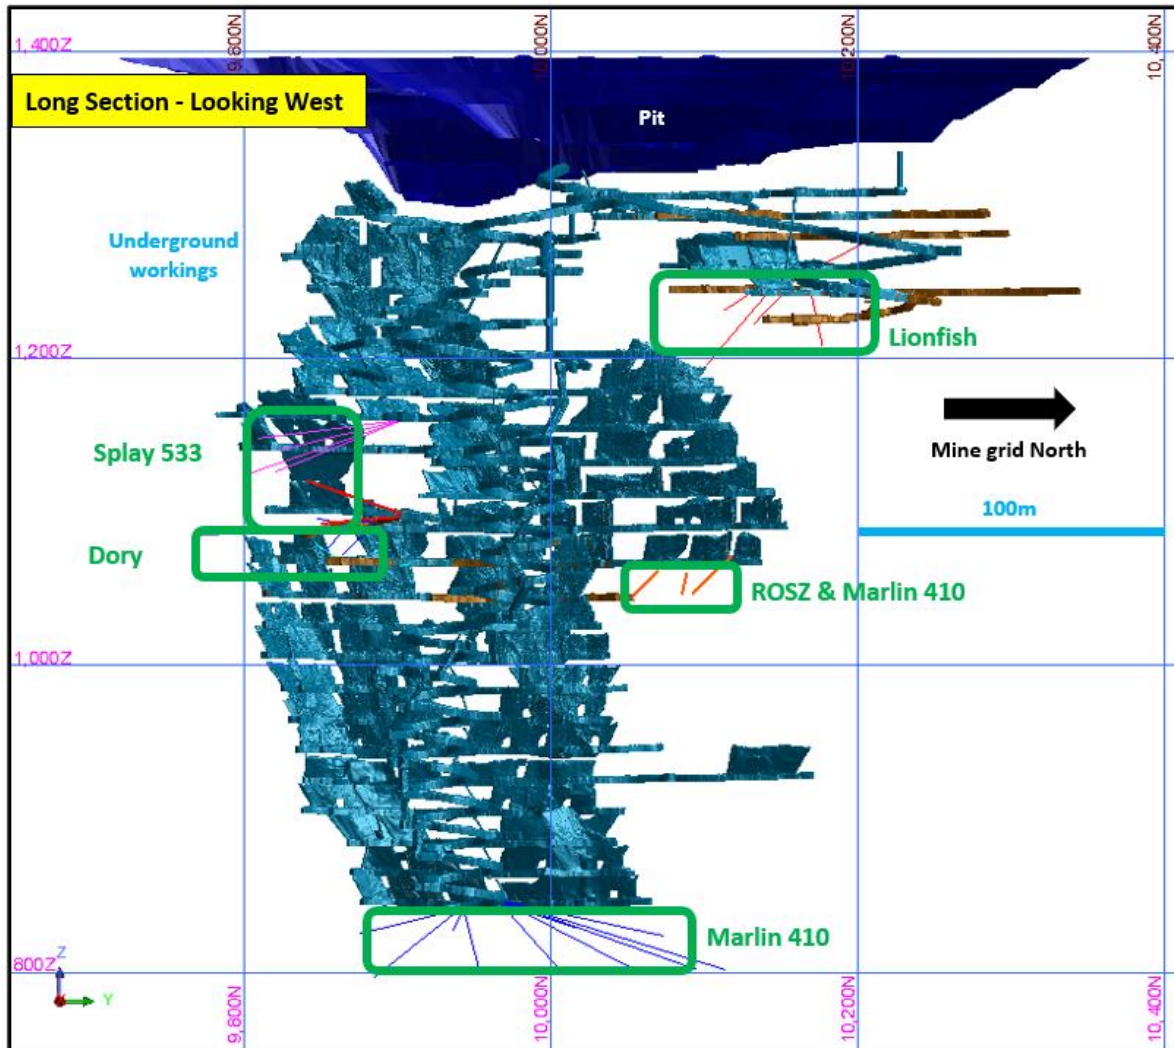 1,400Z
9,800N
10,000N
10,200N
10,400N
Long Section - Looking West
Pit
Underground
workings
Lionfish
1,200Z
Mine grid North
Splay 533
100m
Dory
ROSZ & Marlin 410
1,000Z
Marlin 410
Z
Y
800Z
9,800N
10,000N
10,200N
10,400N